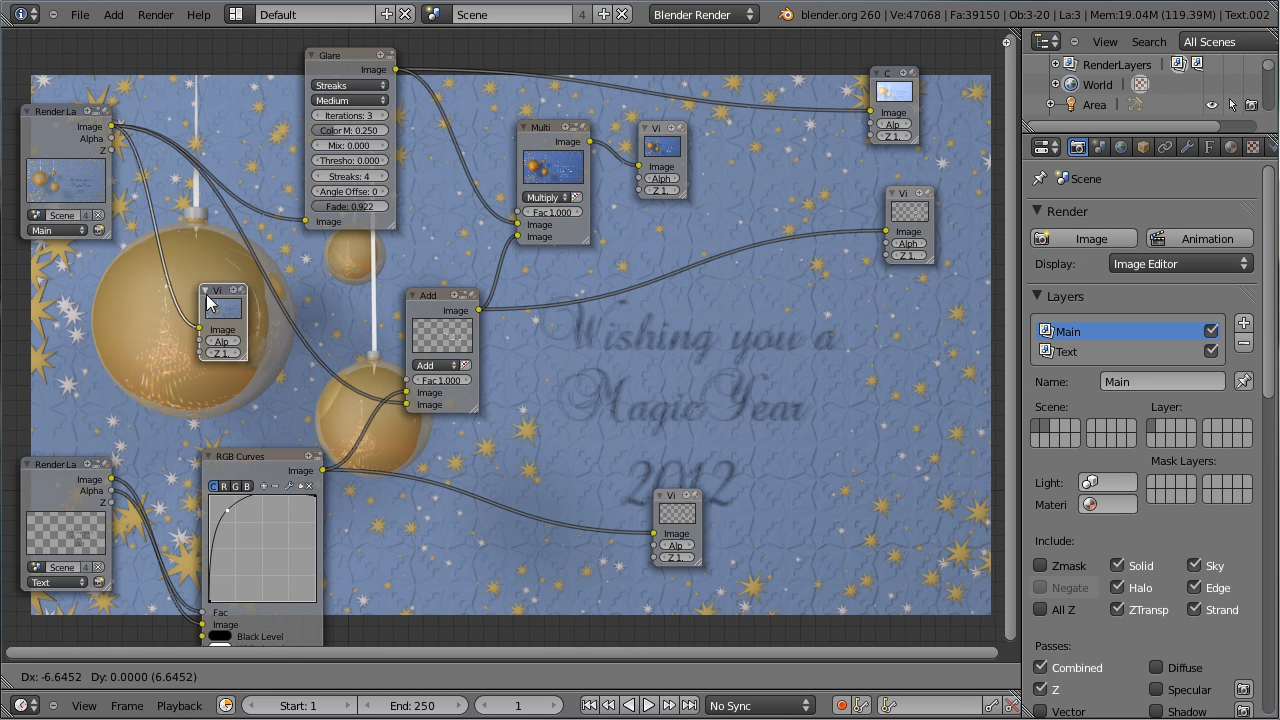 File Add Render Help Default Scene 4 Blender Render blender.org 260 | Ve:47068 | Fa:39150 | Ob:3-20 | La:3 | Mem:19.04M (119.39M) | Text.002
View Search All Scenes
RenderLayers
World
Area
Scene
Render
Image Animation
Display: Image Editor
Layers
Main
Text
Name: Main
Scene: Layer:
Mask Layers:
Light:
Materi
Include:
Zmask Solid Sky
Negate Halo Edge
All Z ZTransp Strand
Passes:
Combined Diffuse
Z Specular
Vector Shadow
Render La
Image
Alpha
Z
Scene 4
Main
Glare
Image
Streaks
Medium
Iterations: 3
Color M: 0.250
Mix: 0.000
Thresho: 0.000
Streaks: 4
Angle Offse: 0
Fade: 0.922
Image
Multi
Image
Multiply
Fac 1.000
Image
Image
Vi
Image
Alph
Z 1.
C
Image
Alp
Z 1.
Vi
Image
Alph
Z 1.
Vi
Image
Alp
Z 1.
Add
Image
Add
Fac 1.000
Image
Image
Wishing you a
Magic Year
2012
Render La
Image
Alpha
Z
Scene 4
Text
RGB Curves
Image
C R G B
Fac
Image
Black Level
Vi
Image
Alp
Z 1.
Dx: -6.6452 Dy: 0.0000 (6.6452)
View Frame Playback Start: End: 250 1 No Sync